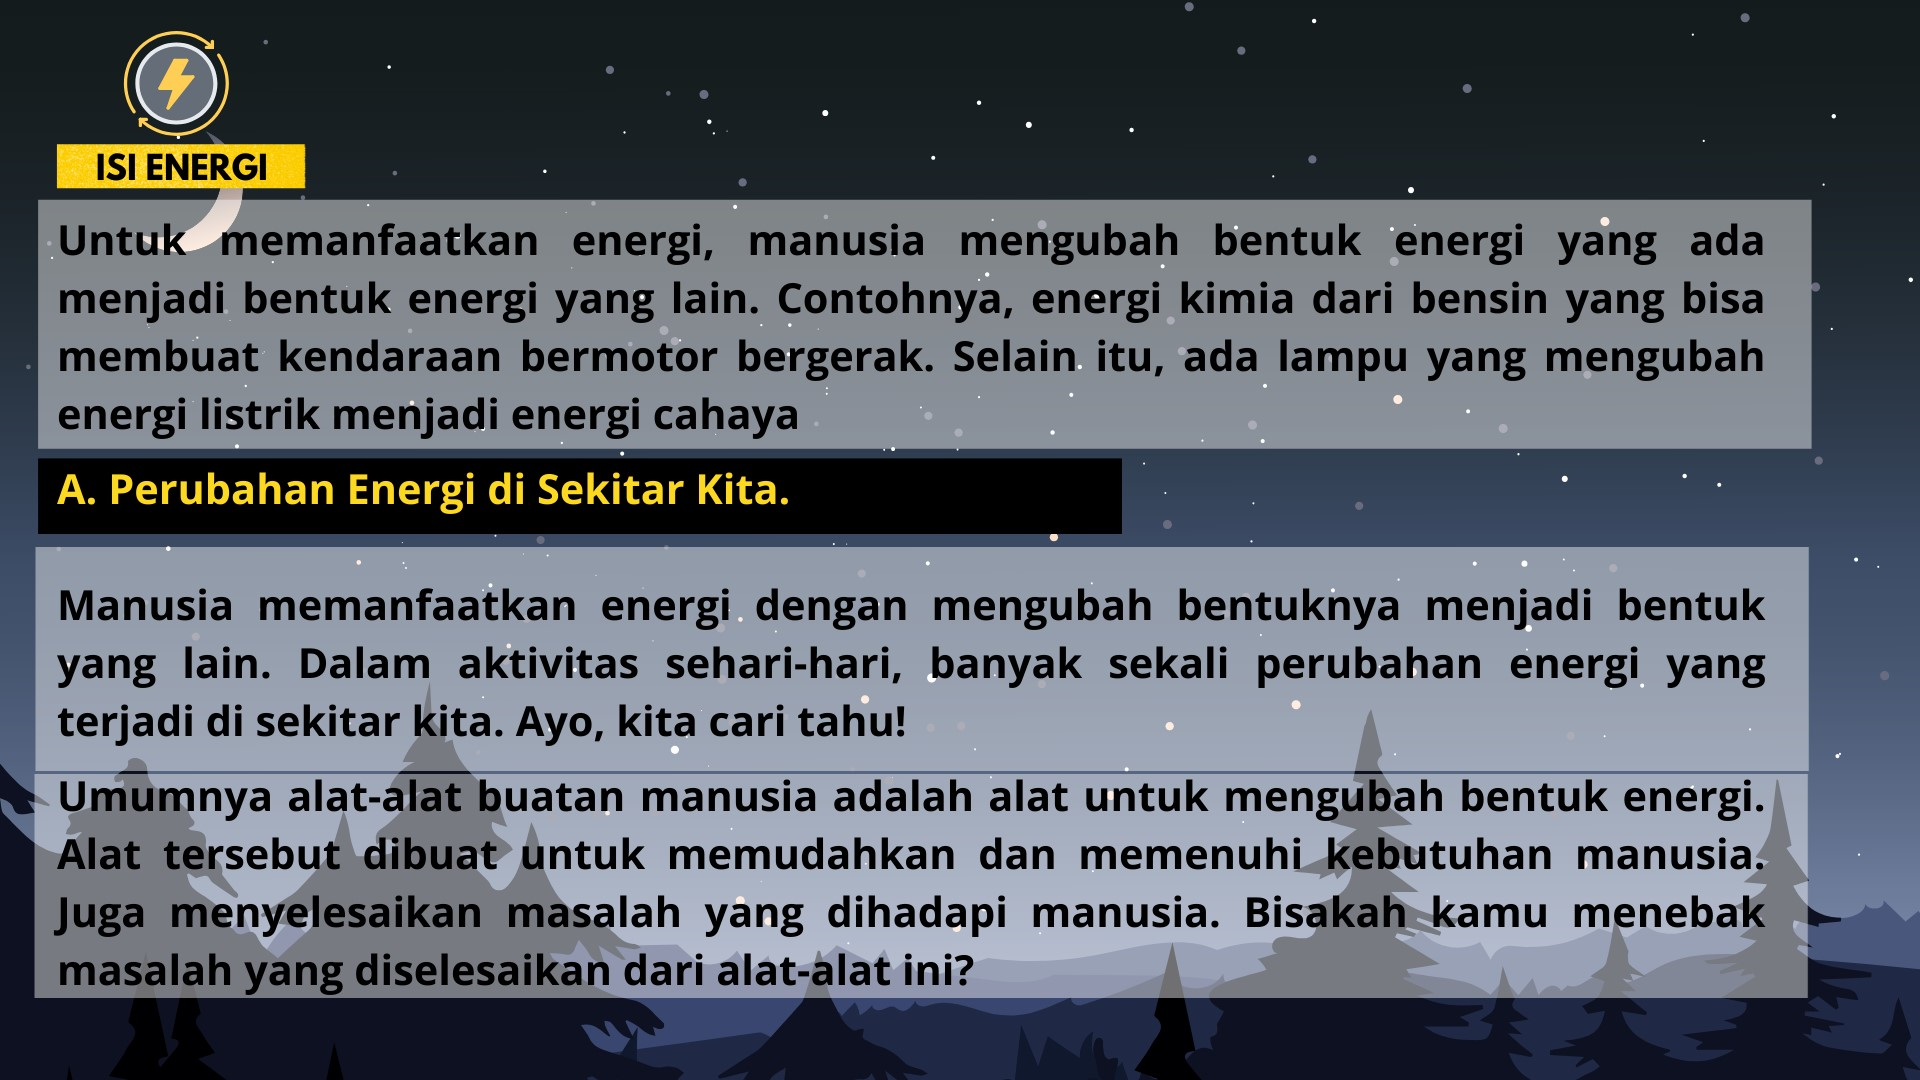 ISI ENERGI
Untuk memanfaatkan energi, manusia mengubah bentuk energi yang ada
menjadi bentuk energi yang lain. Contohnya, energi kimia dari bensin yang bisa
membuat kendaraan bermotor bergerak. Selain itu, ada lampu yang mengubah
energi listrik menjadi energi cahaya
A. Perubahan Energi di Sekitar Kita.
Manusia memanfaatkan energi dengan mengubah bentuknya menjadi bentuk
yang lain. Dalam aktivitas sehari-hari, banyak sekali perubahan energi yang
terjadi di sekitar kita. Ayo, kita cari tahu!
Umumnya alat-alat buatan manusia adalah alat untuk mengubah bentuk energi.
Alat tersebut dibuat untuk memudahkan dan memenuhi kebutuhan manusia.
Juga menyelesaikan masalah yang dihadapi manusia. Bisakah kamu menebak
masalah yang diselesaikan dari alat-alat ini?